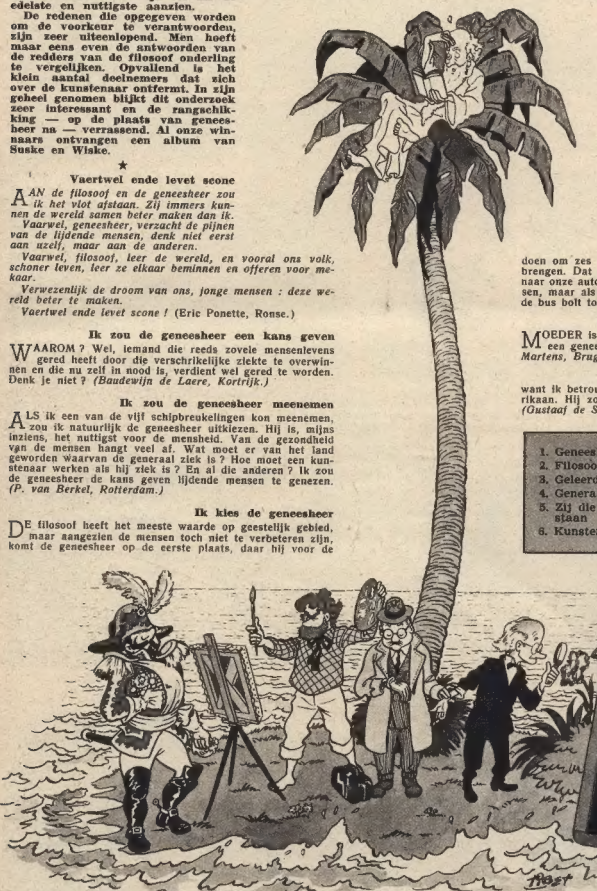 edelste en nuttigste aanzien.
De redenen die opgegeven worden
om de voorkeur te verantwoorden,
zijn zeer uiteenlopend. Men hoeft
maar eens even de antwoorden van
de redders van de filosoof onderling
te vergelijken. Opvallend is het
klein aantal deelnemers dat zich
over de kunstenaar ontfermt. In zijn
geheel genomen blijkt dit onderzoek
zeer interessant en de rangschik-
king — op de plaats van genees-
heer na — verrassend. Al onze win-
naars ontvangen een album van
Suske en Wiske.
★
Vaertwel ende levet scone
AAN de filosoof en de geneesheer zou
ik het vlot afstaan. Zij immers kun-
nen de wereld samen beter maken dan ik.
Vaarwel, geneesheer, verzacht de pijnen
van de lijdende mensen, denk niet eerst
aan uzelf, maar aan de anderen.
Vaarwel, filosoof, leer de wereld, en vooral ons volk,
schoner leven, leer ze elkaar beminnen en offeren voor me-
kaar.
Verwezenlijk de droom van ons, jonge mensen : deze we-
reld beter te maken.
Vaertwel ende levet scone ! (Eric Ponette, Ronse.)
Ik zou de geneesheer een kans geven
WAAROM ? Wel, iemand die reeds zovele mensenlevens
gered heeft door die verschrikkelijke ziekte te overwin-
nen en die nu zelf in nood is, verdient wel gered te worden.
Denk je niet ? (Baudewijn de Laere, Kortrijk.)
Ik zou de geneesheer meenemen
ALS ik een van de vijf schipbreukelingen kon meenemen,
zou ik natuurlijk de geneesheer uitkiezen. Hij is, mijns
inziens, het nuttigst voor de mensheid. Van de gezondheid
van de mensen hangt veel af. Wat moet er van het land
geworden waarvan de generaal ziek is ? Hoe moet een kun-
stenaar werken als hij ziek is ? En al die anderen ? Ik zou
de geneesheer de kans geven lijdende mensen te genezen.
(P. van Berkel, Rotterdam.)
Ik kies de geneesheer
DE filosoof heeft het meeste waarde op geestelijk gebied,
maar aangezien de mensen toch niet te verbeteren zijn,
komt de geneesheer op de eerste plaats, daar hij voor de
doen om zes
brengen. Dat
naar onze auto
sen, maar als
de bus bolt to
MOEDER is
een genee
Martens, Brug
want ik betrou
rikaan. Hij zo
(Gustaaf de S
1. Genees
2. Filosoo
3. Geleerd
4. Genera
5. Zij die
staan
6. Kunste